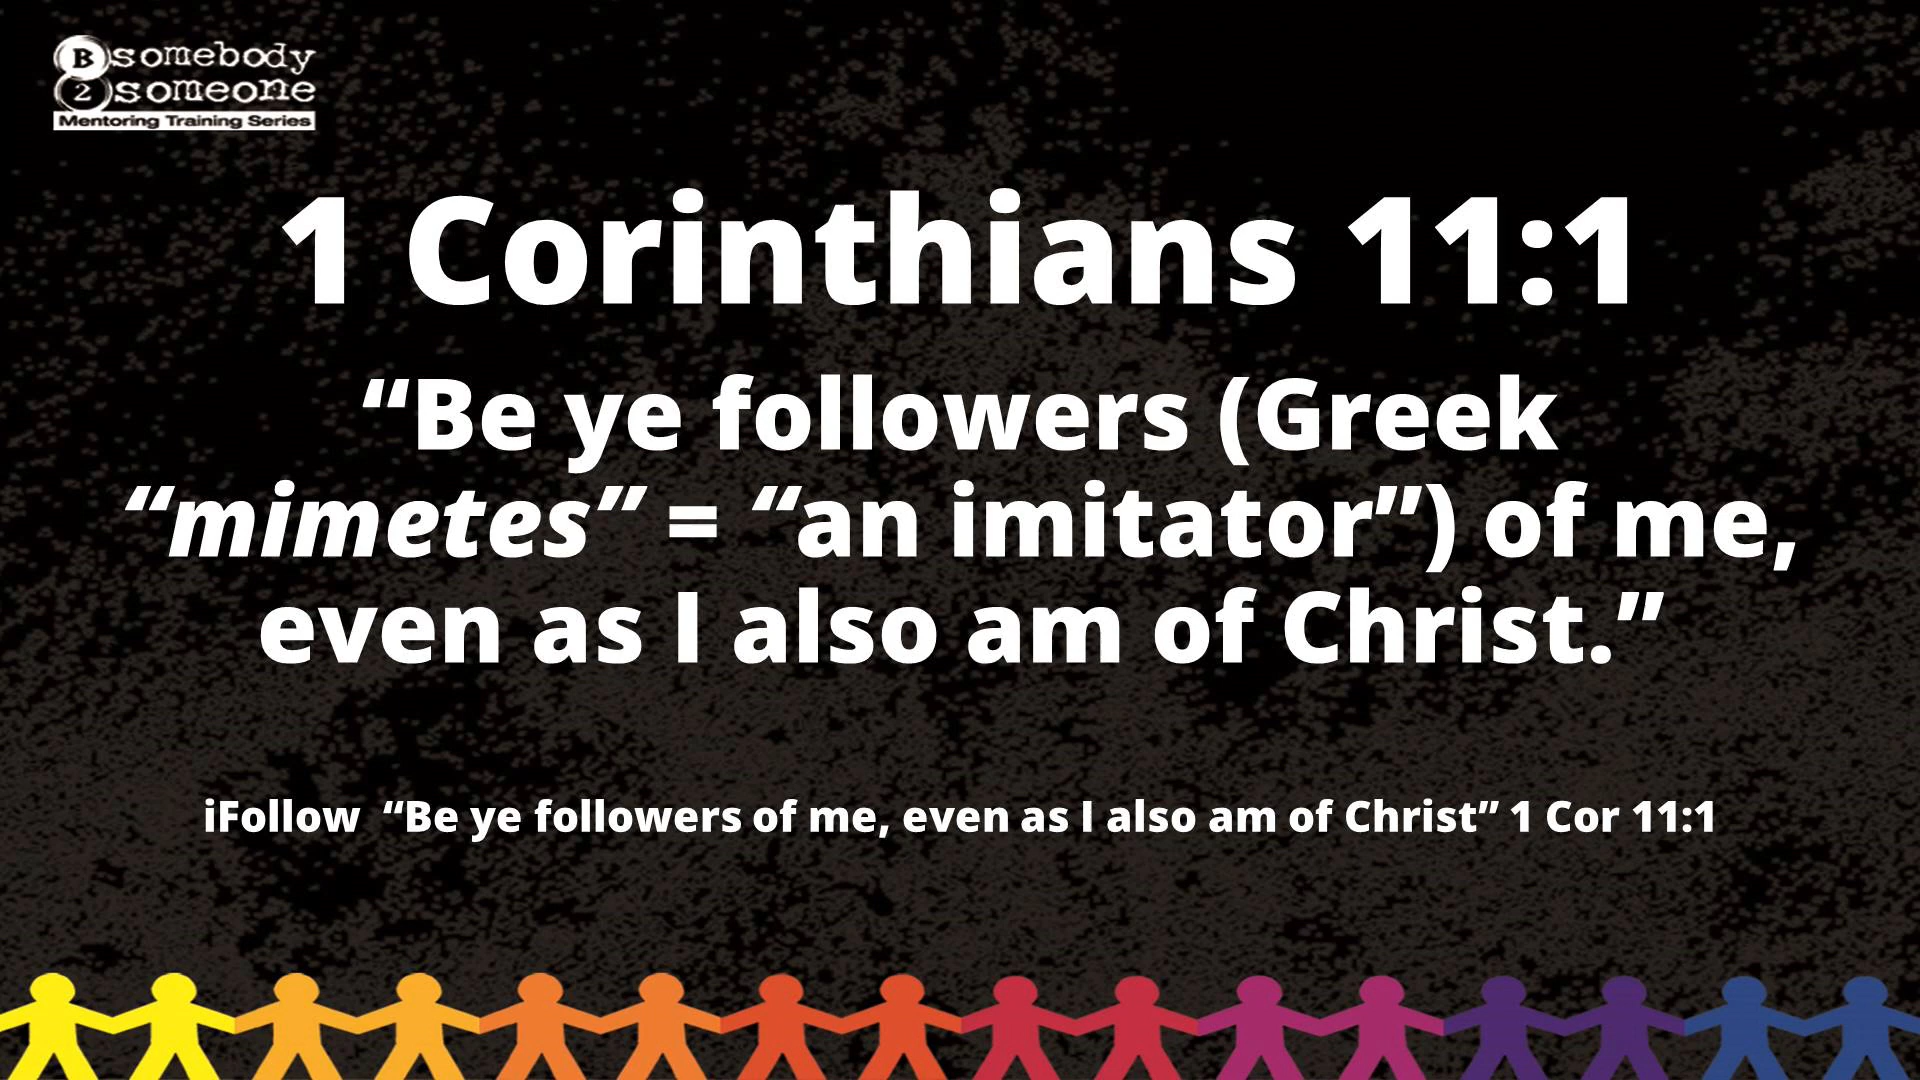 B somebody
2 someone
Mentoring Training Series
1 Corinthians 11:1
“Be ye followers (Greek
“mimetes” = “an imitator”) of me,
even as I also am of Christ.”
iFollow “Be ye followers of me, even as I also am of Christ” 1 Cor 11:1